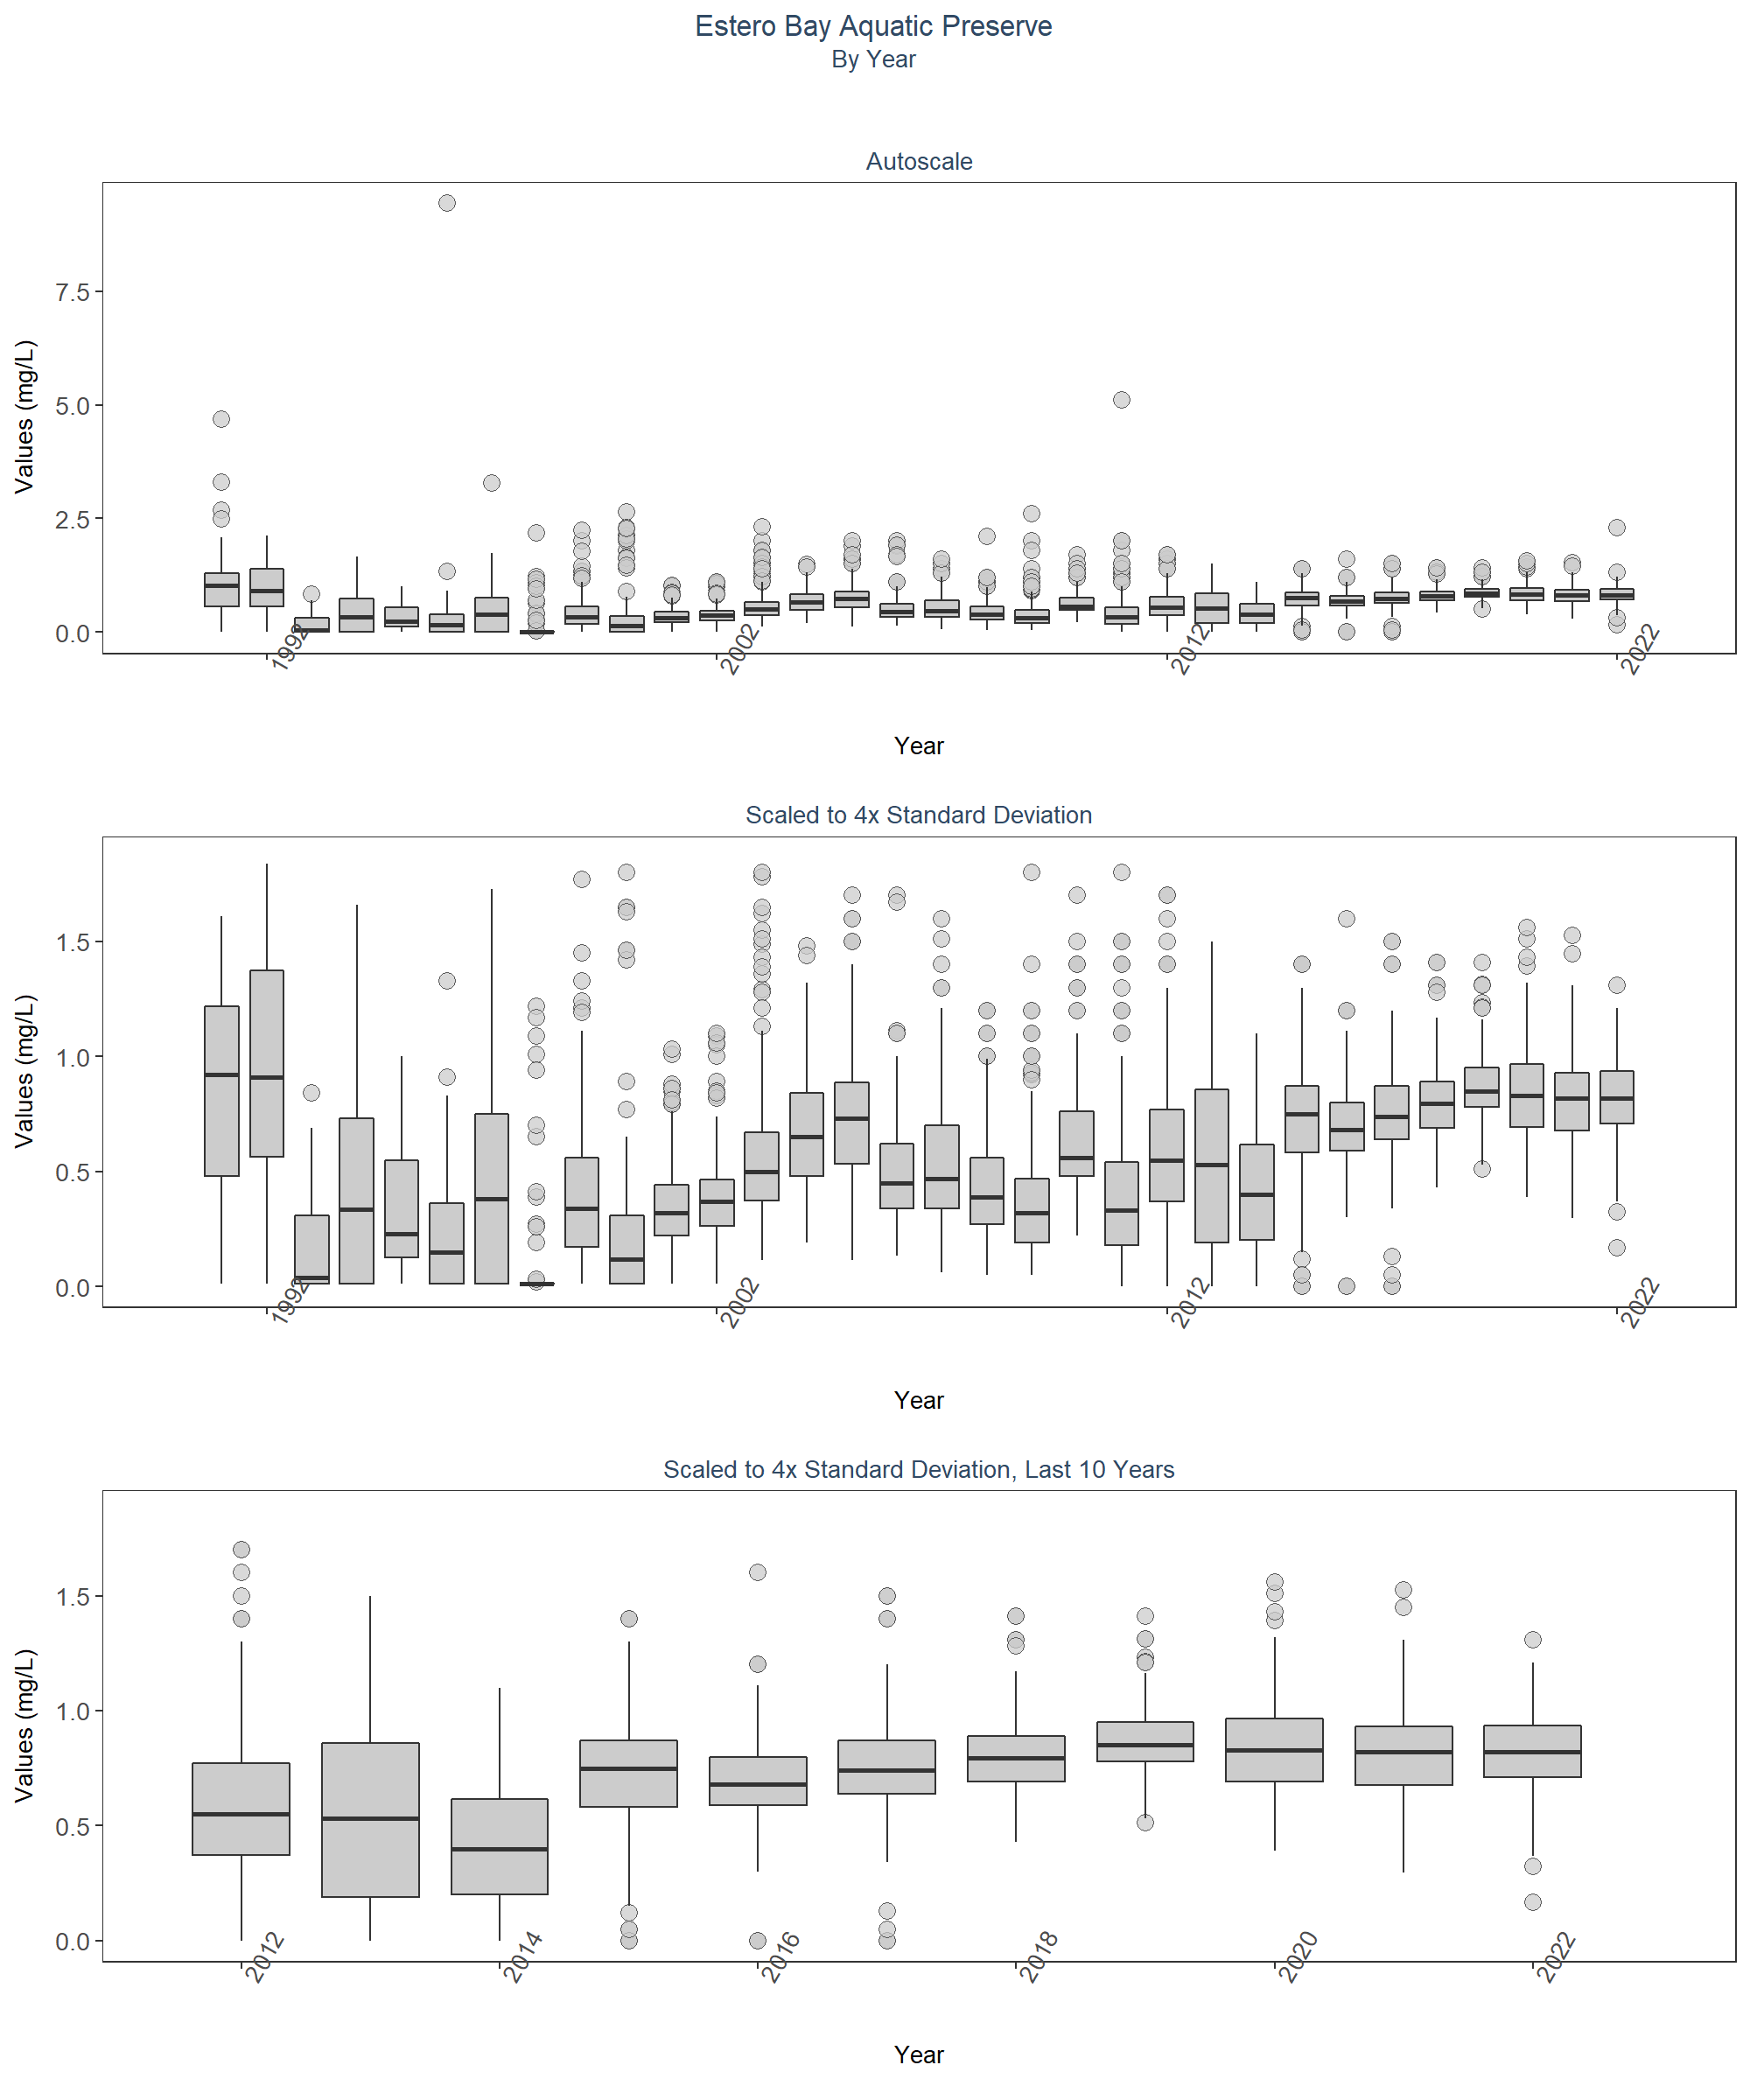 Estero Bay Aquatic Preserve
By Year
Autoscale
Values (mg/L)
7.5
5.0
2.5
0.0
1992 2002 2012 2022
Year
Scaled to 4x Standard Deviation
Values (mg/L)
1.5
1.0
0.5
0.0
1992 2002 2012 2022
Year
Scaled to 4x Standard Deviation, Last 10 Years
Values (mg/L)
1.5
1.0
0.5
0.0
2012 2014 2016 2018 2020 2022
Year